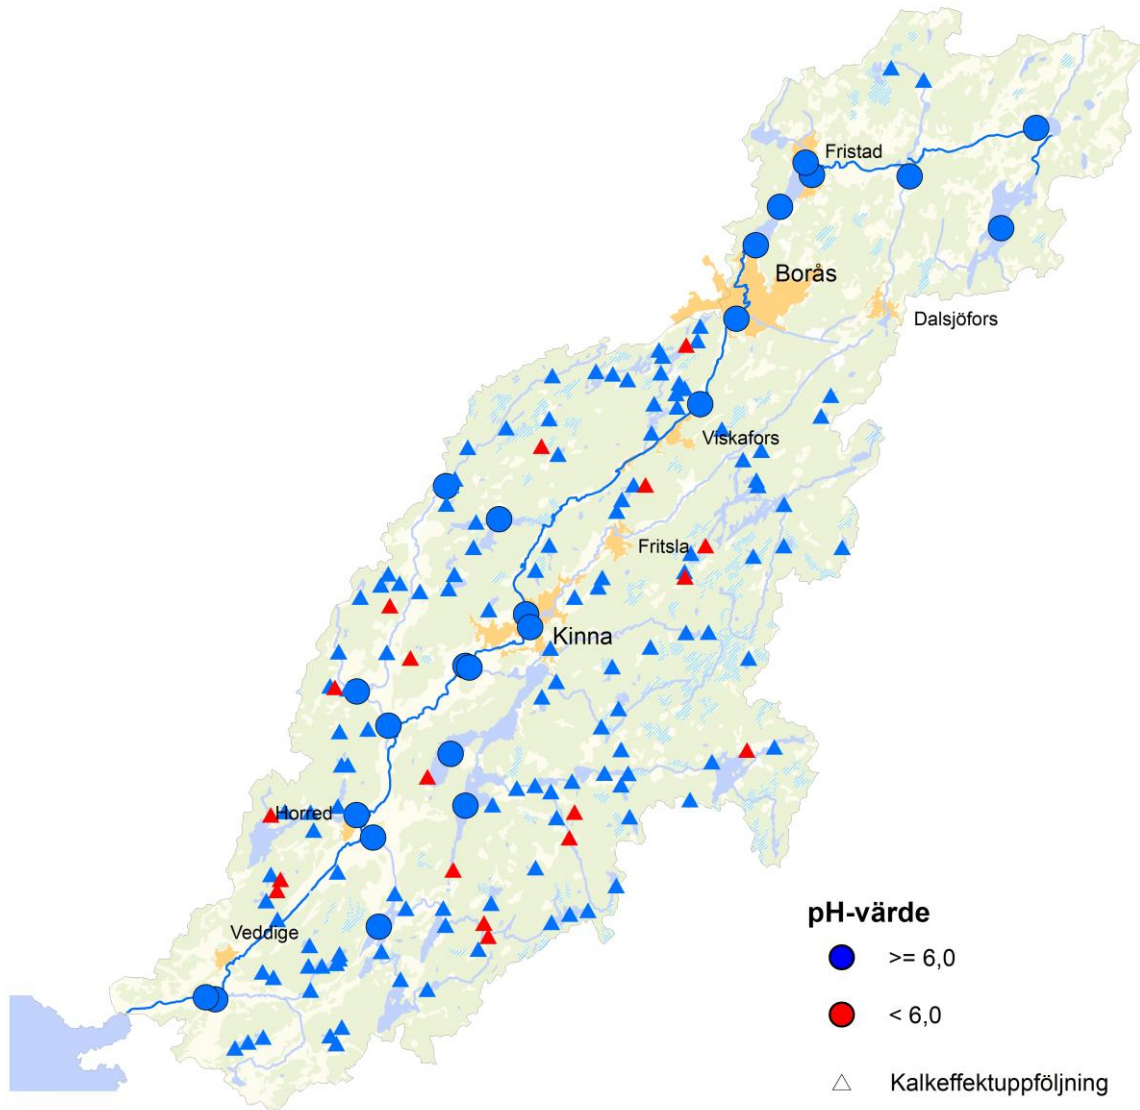 Fristad
Borås
Dalsjöfors
Viskafors
Fritsla
Kinna
Horred
Veddige
pH-värde
>= 6,0
< 6,0
Kalkeffektuppföljning